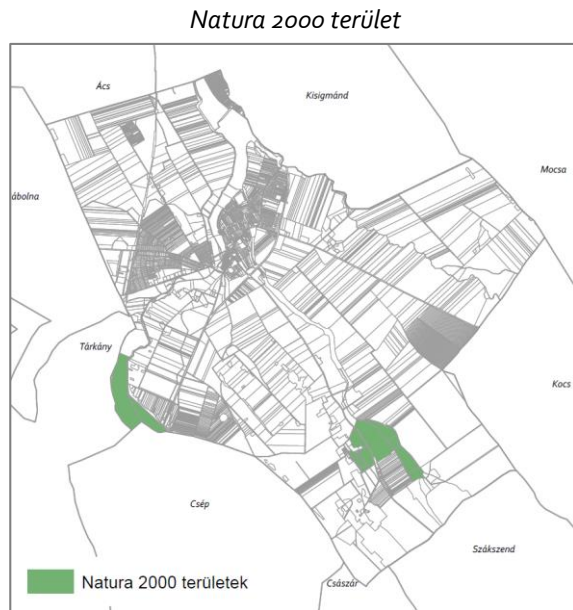 Natura 2000 terület
Ács
Kisigmánd
Mocsa
ábolna
Tárkány
Kocs
Csép
Szákszend
Császár
Natura 2000 területek